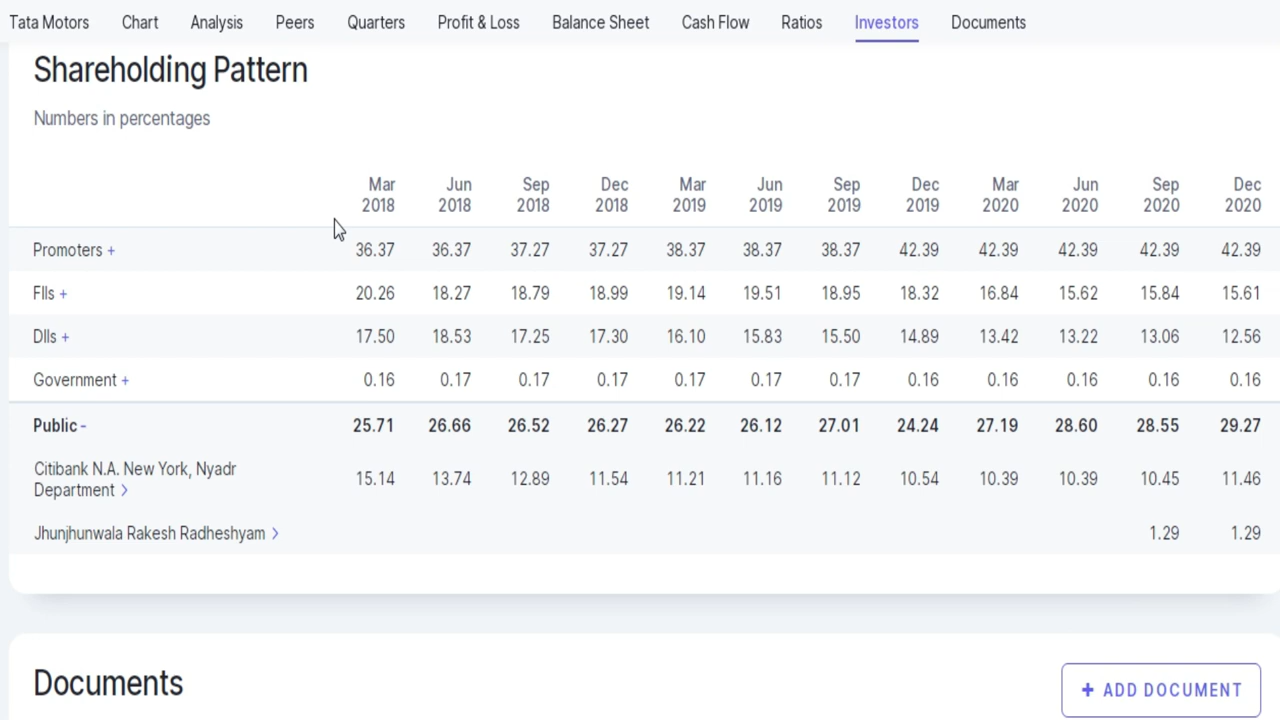 Tata Motors Chart Analysis Peers Quarters Profit & Loss Balance Sheet Cash Flow Ratios Investors Documents
Shareholding Pattern
Numbers in percentages
Mar Jun Sep Dec Mar Jun Sep Dec Mar Jun Sep Dec
2018 2018 2018 2018 2019 2019 2019 2019 2020 2020 2020 2020
Promoters + 36.37 36.37 37.27 37.27 38.37 38.37 38.37 42.39 42.39 42.39 42.39 42.39
FIIs + 20.26 18.27 18.79 18.99 19.14 19.51 18.95 18.32 16.84 15.62 15.84 15.61
DIIs + 17.50 18.53 17.25 17.30 16.10 15.83 15.50 14.89 13.42 13.22 13.06 12.56
Government + 0.16 0.17 0.17 0.17 0.17 0.17 0.17 0.16 0.16 0.16 0.16 0.16
Public - 25.71 26.66 26.52 26.27 26.22 26.12 27.01 24.24 27.19 28.60 28.55 29.27
Citibank N.A. New York, Nyadr
Department > 15.14 13.74 12.89 11.54 11.21 11.16 11.12 10.54 10.39 10.39 10.45 11.46
Jhunjhunwala Rakesh Radheshyam > 1.29 1.29
Documents
+ ADD DOCUMENT